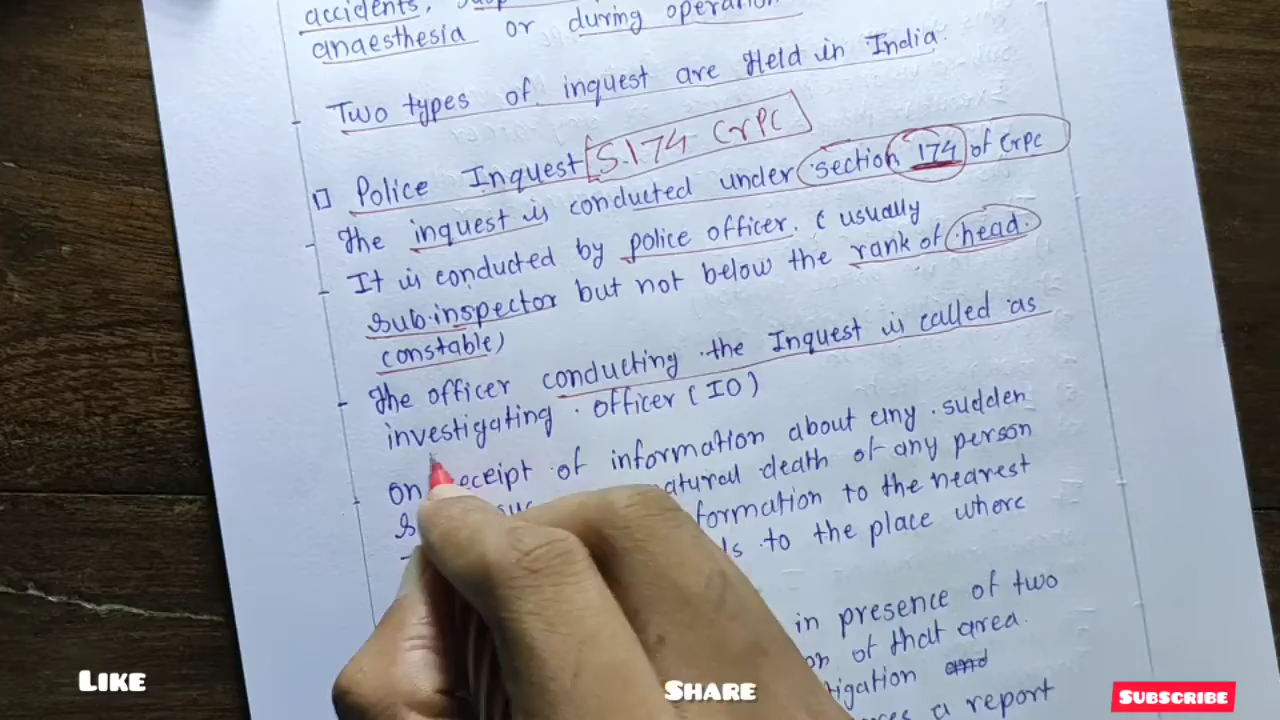 accidents,
anaesthesia or during operation
Two types of inquest are Held in India.
Police Inquest [S.174 CrPC]
The inquest is conducted under section 174 of CrPC
It is conducted by police officer. (usually
sub.inspector but not below the rank of head.
constable)
The officer conducting the Inquest is called as
investigating officer (IO)
on receipt of information about any sudden
death of any person
to the nearest
to the place where
in presence of two
of that area.
and
a report
LIKE
SHARE
SUBSCRIBE